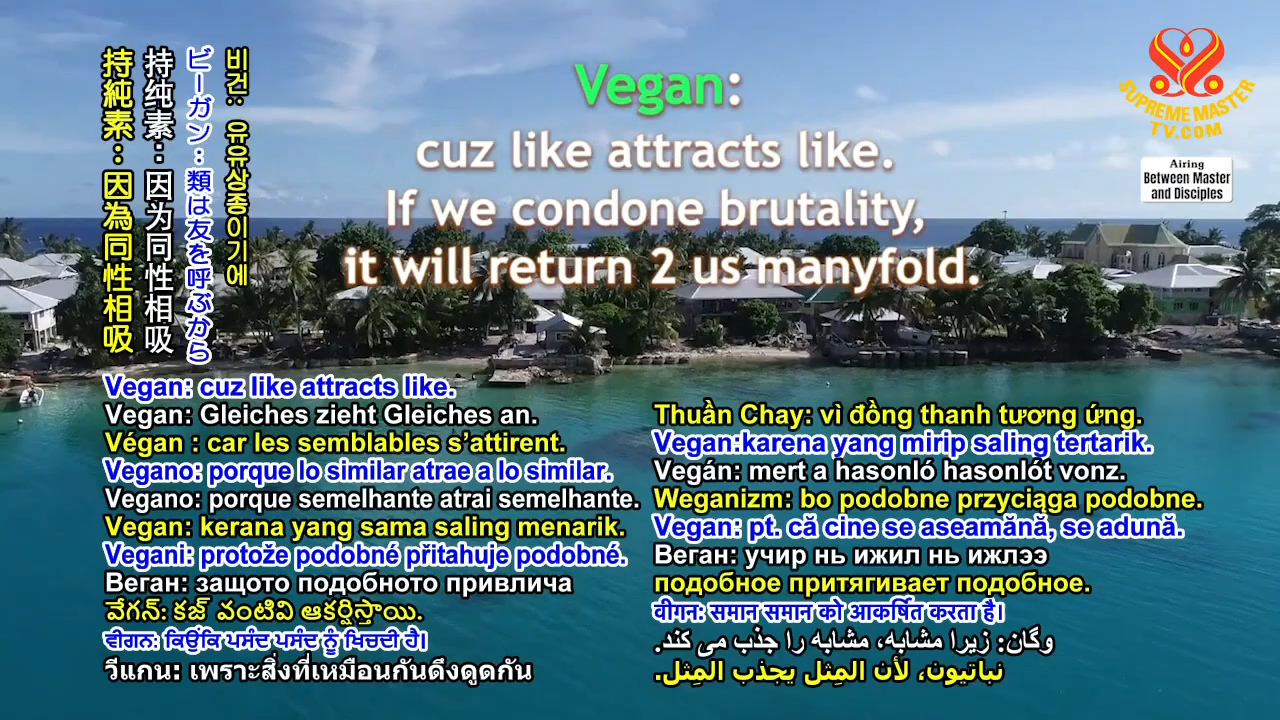 Vegan:
cuz like attracts like.
If we condone brutality,
it will return 2 us manyfold.
SUPREME MASTER
TV.COM
Airing
Between Master
and Disciples
持純素：因為同性相吸
持纯素：因为同性相吸
ビーガン：類は友を呼ぶから
비건: 유유상종이기에
Vegan: cuz like attracts like.
Vegan: Gleiches zieht Gleiches an.
Végan : car les semblables s’attirent.
Vegano: porque lo similar atrae a lo similar.
Vegano: porque semelhante atrai semelhante.
Vegan: kerana yang sama saling menarik.
Vegani: protože podobné přitahuje podobné.
Веган: защото подобното привлича
వేగన్: కజ్ వంటివి ఆకర్షిస్తాయి.
ਵੀਗਨ: ਕਿਉਂਕਿ ਪਸੰਦ ਪਸੰਦ ਨੂੰ ਖਿਚਦੀ ਹੈ।
วีแกน: เพราะสิ่งที่เหมือนกันดึงดูดกัน
Thuần Chay: vì đồng thanh tương ứng.
Vegan:karena yang mirip saling tertarik.
Vegán: mert a hasonló hasonlót vonz.
Weganizm: bo podobne przyciąga podobne.
Vegan: pt. că cine se aseamănă, se adună.
Веган: учир нь ижил нь ижлээ
подобное притягивает подобное.
वीगन: समान समान को आकर्षित करता है।
وگان: زیرا مشابه، مشابه را جذب می کند.
نباتيون، لأن المِثل يجذب المِثل.